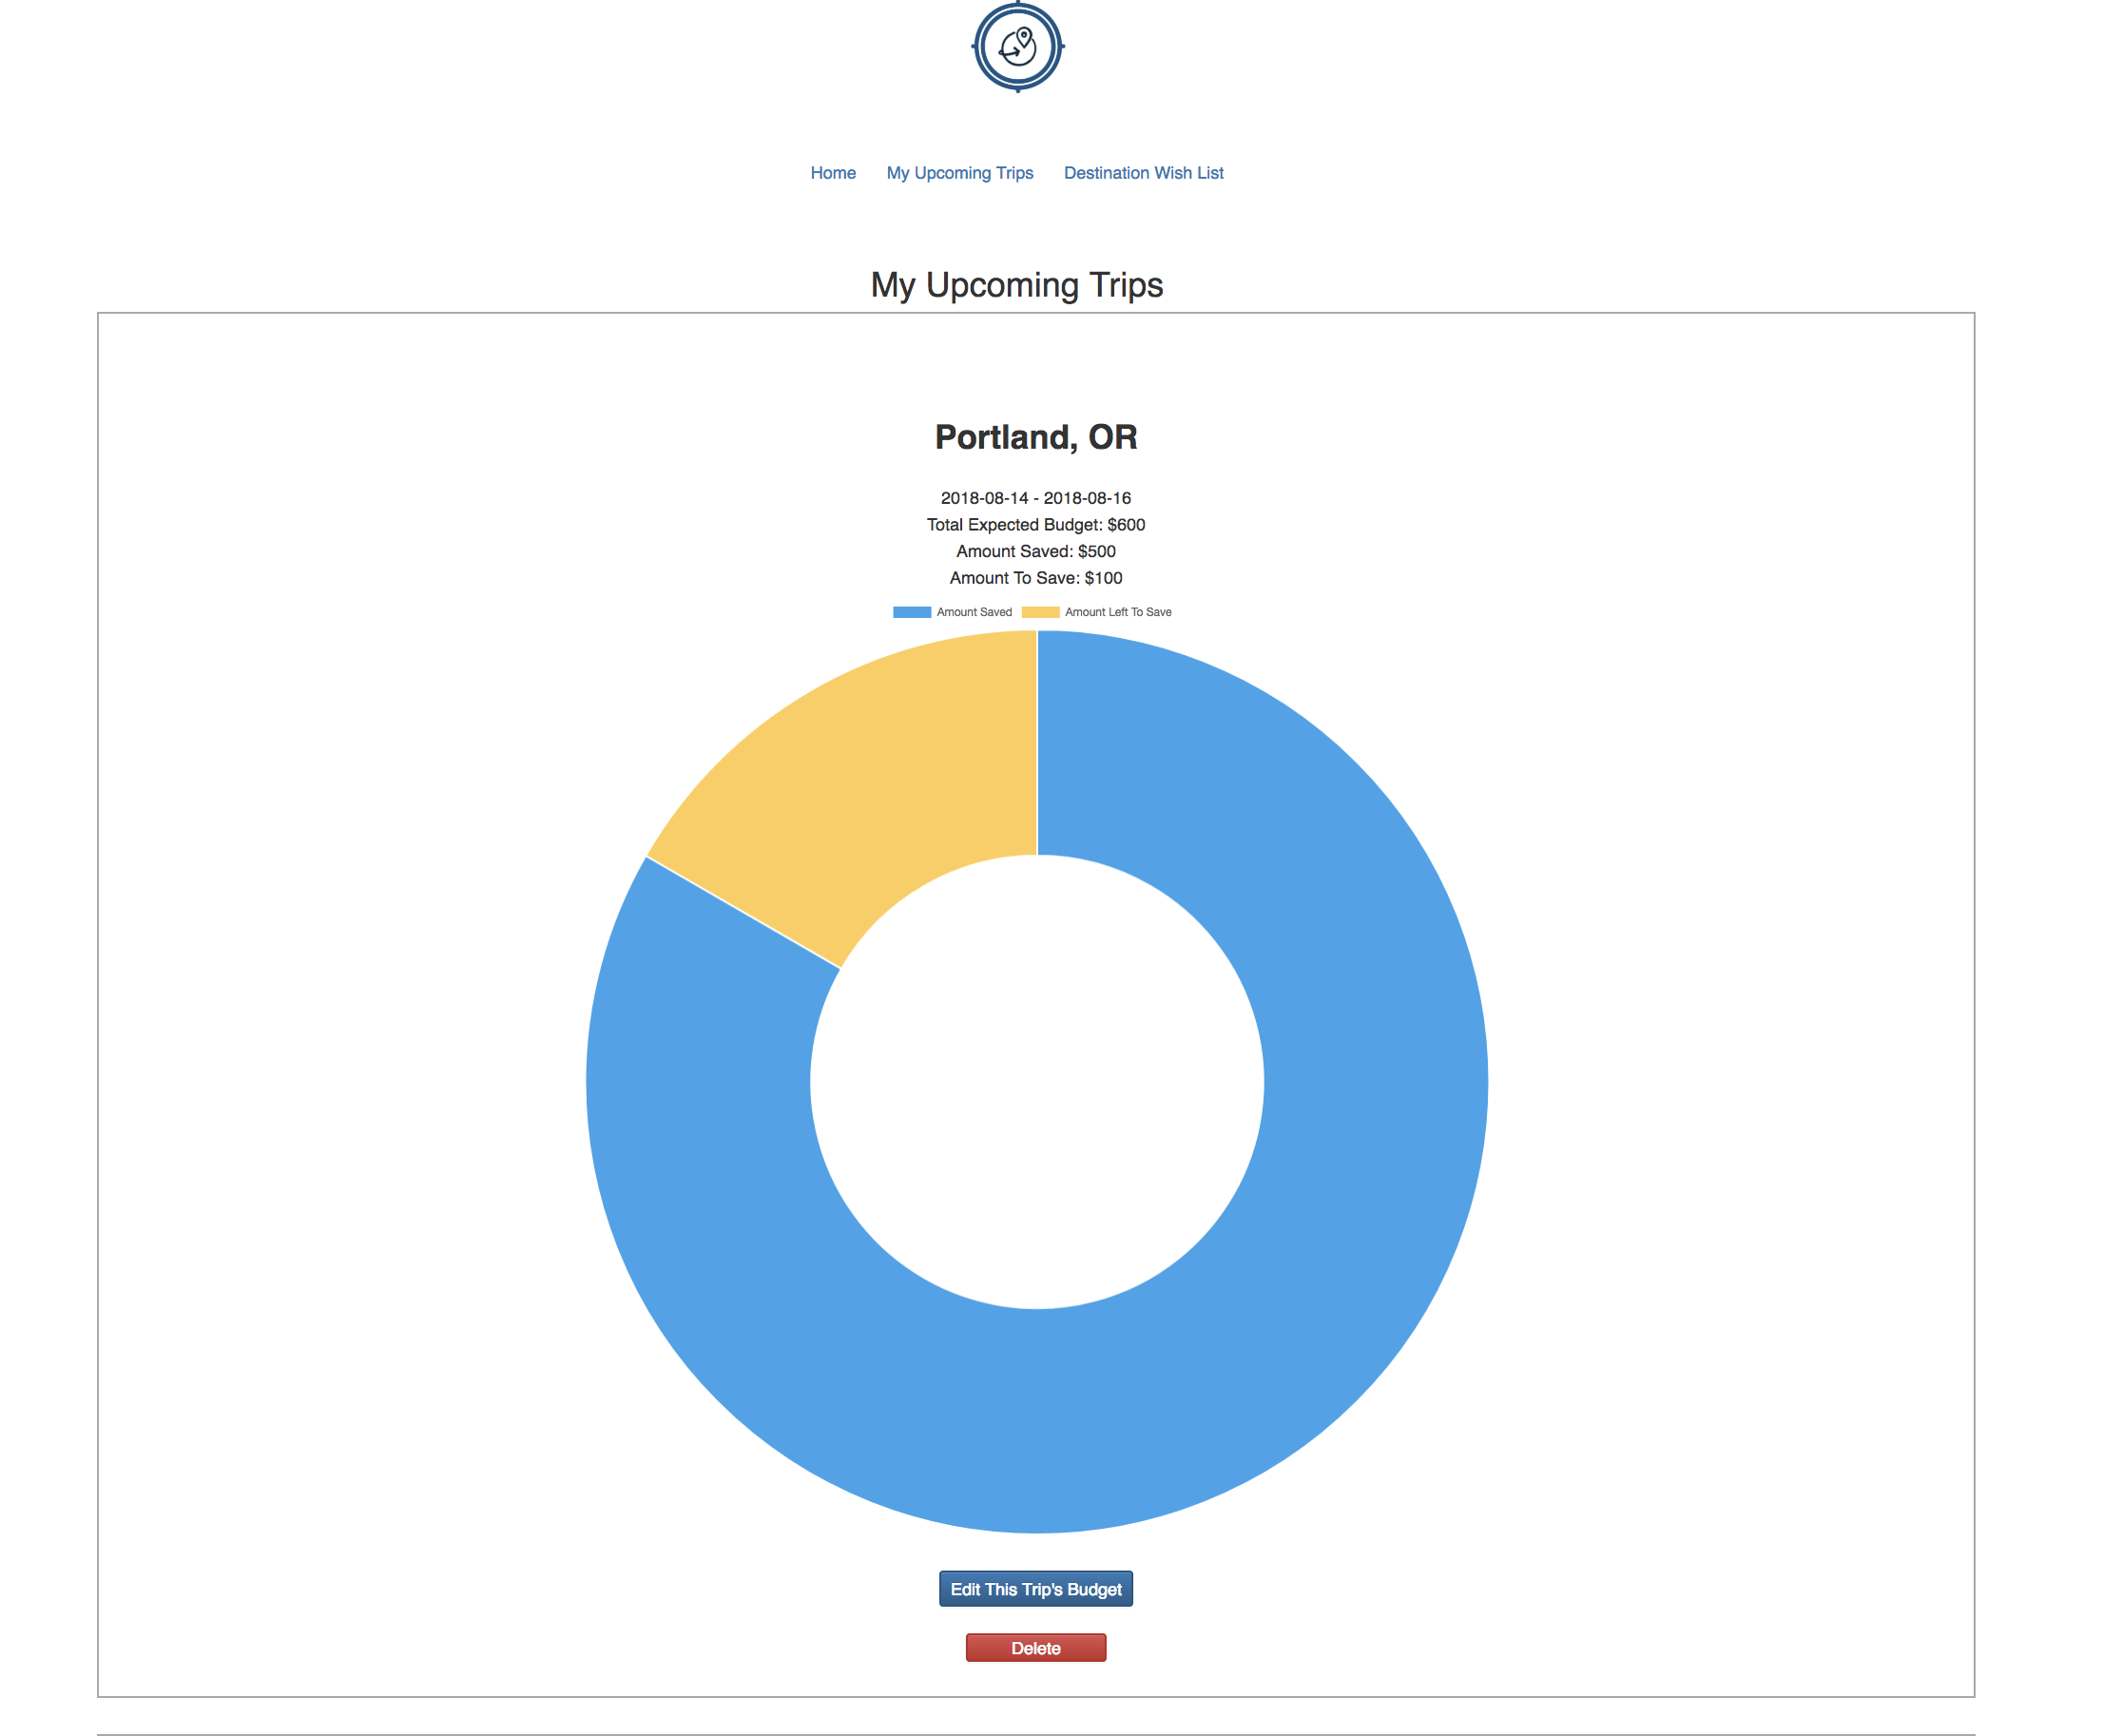 Home My Upcoming Trips Destination Wish List
My Upcoming Trips
Portland, OR
2018-08-14 - 2018-08-16
Total Expected Budget: $600
Amount Saved: $500
Amount To Save: $100
Amount Saved Amount Left To Save
Edit This Trip's Budget
Delete